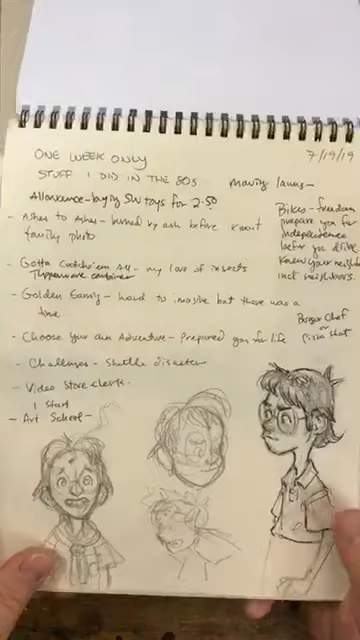 ONE WEEK ONLY
7/19/19
STUFF I DID IN THE 80s
Moving lawns-
Allowance-buying SW toys for 2.50
- Ashes to Ashes- burned by ash before
family photo
Bikes - freedom
prepare you for
independence
before you drive
Know your
neighbors.
- Gotta Catch'em All - my love of insects
Tupperware container
- Golden - hard to imagine but there was a
time
Burger Chef
or
Pizza Hut
- Choose Your own Adventure - Prepared you for life
- Challenger - Shuttle disaster
- Video Store clerk.
I start
- Art School -